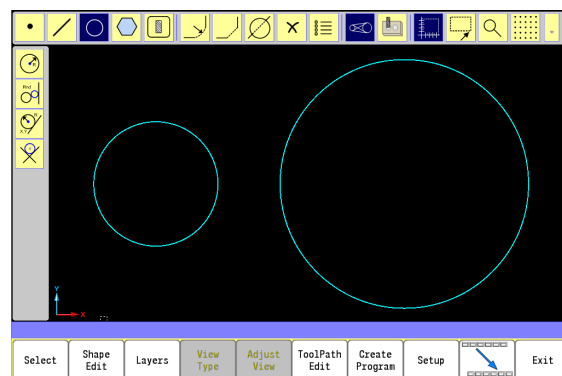 R
Rnd
R
X,Y
Y
X
Select
Shape
Edit
Layers
View
Type
Adjust
View
ToolPath
Edit
Create
Program
Setup
Exit